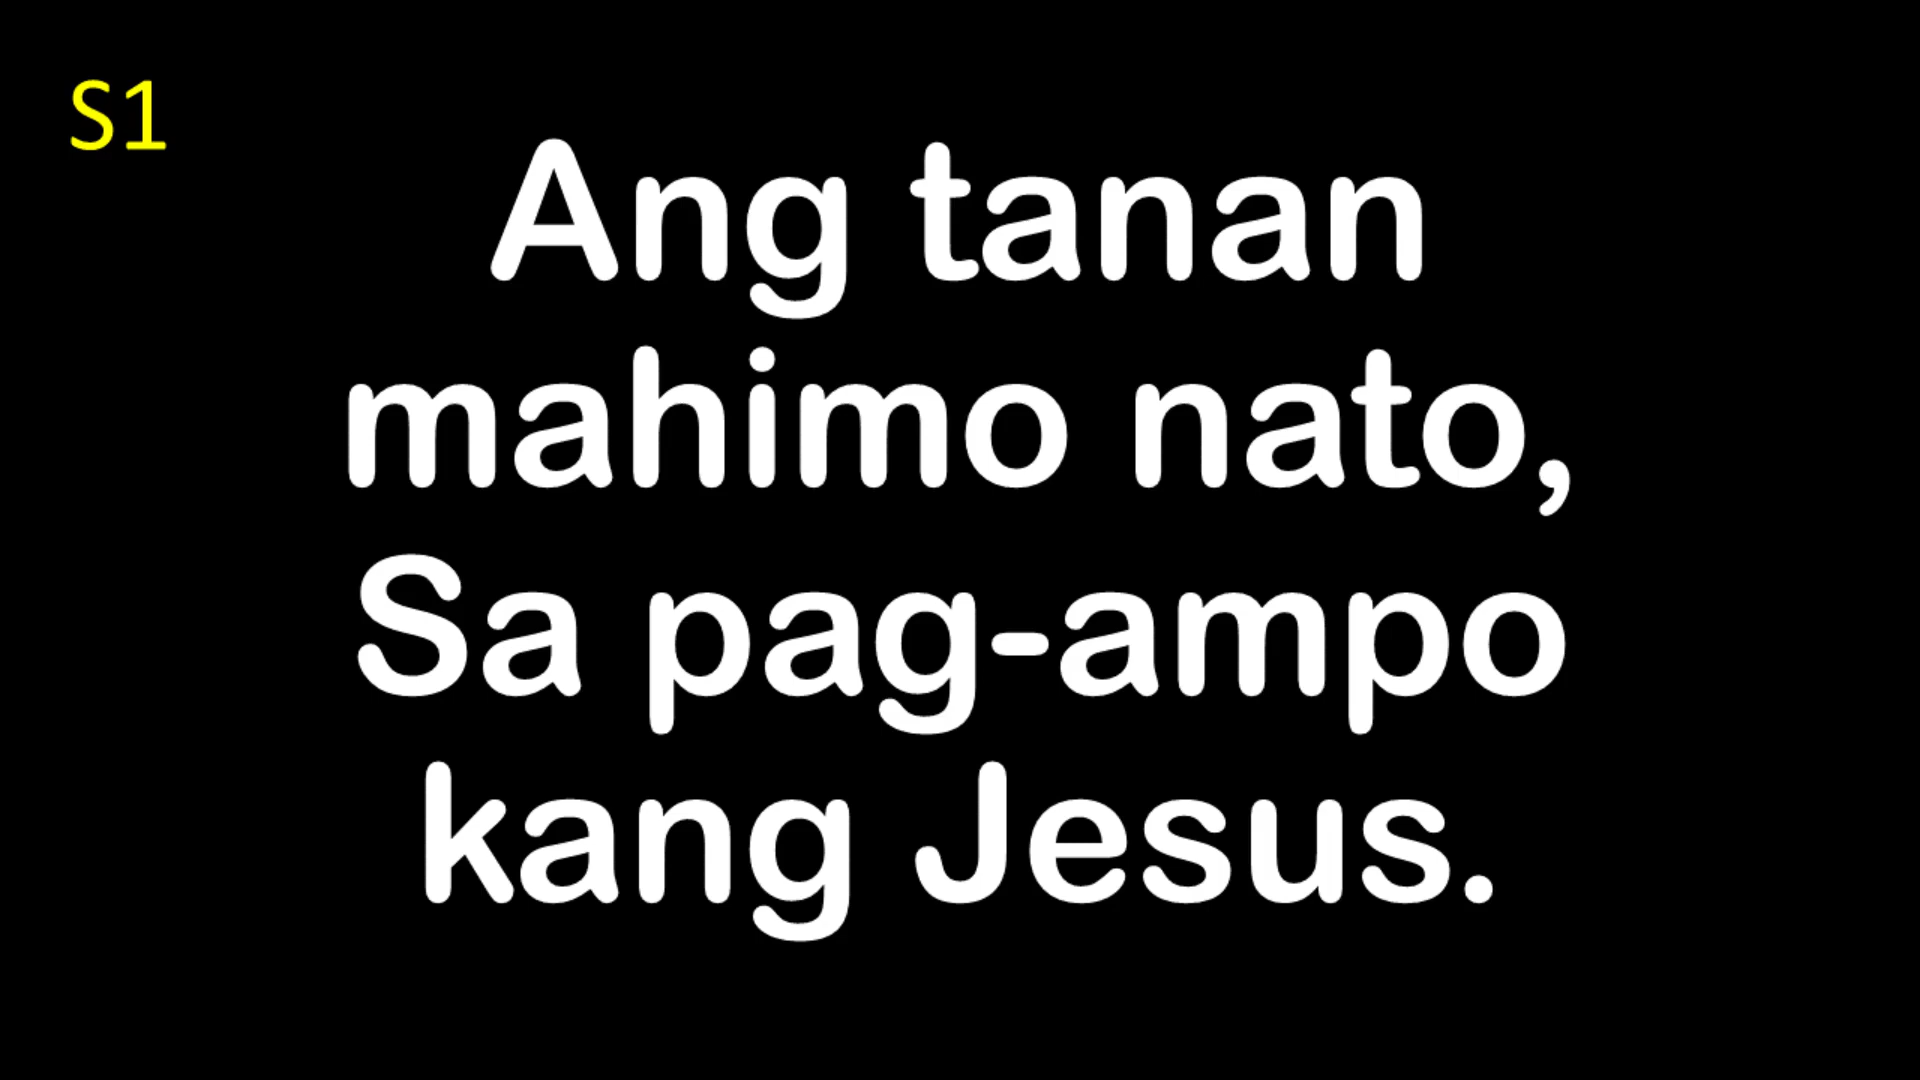 S1
Ang tanan
mahimo nato,
Sa pag-ampo
kang Jesus.